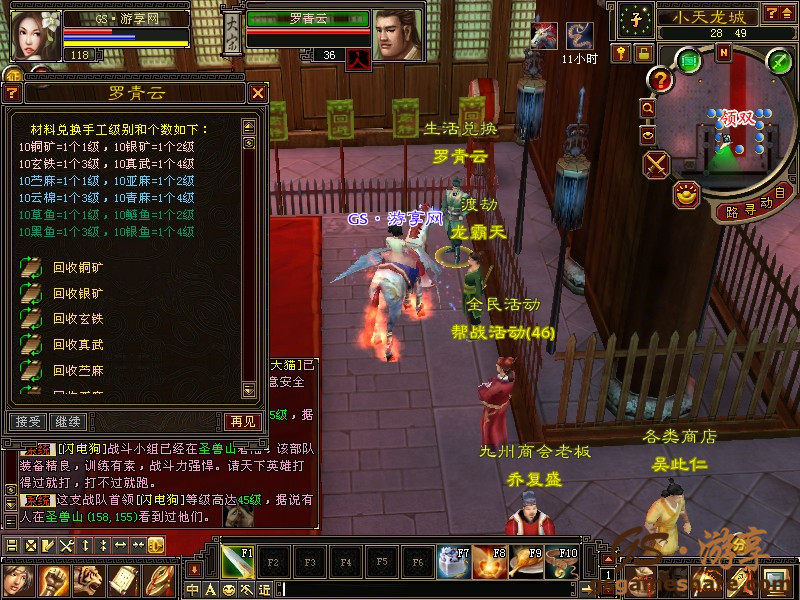 GS·游享网
118
大宋
罗青云
36
11小时
小天龙城
28 49
N
领双
自动寻路
罗青云
材料兑换手工级别和个数如下：
10铜矿=1个1级，10银矿=1个2级
10玄铁=1个3级，10真武=1个4级
10苎麻=1个1级，10亚麻=1个2级
10云棉=1个3级，10青麻=1个4级
10草鱼=1个1级，10鲢鱼=1个2级
10黑鱼=1个3级，10银鱼=1个4级
回收铜矿
回收银矿
回收玄铁
回收真武
回收苎麻
接受
继续
再见
生活兑换
罗青云
渡劫
龙霸天
GS·游享网
全民活动
帮战活动(46)
九州商会老板
乔复盛
各类商店
吴此仁
大猫]已
意安全
5级，据
[闪电狗]战斗小组已经在圣兽山 该部队
装备精良，训练有素，战斗力强悍。请天下英雄打
得过就打，打不过就跑。
这支战队首领[闪电狗]等级高达45级，据说有
人在圣兽山(158,155)看到过他们。
F1
F2
F3
F4
F5
F6
F7
F8
F9
F10
中
A
近
1
GS·游享